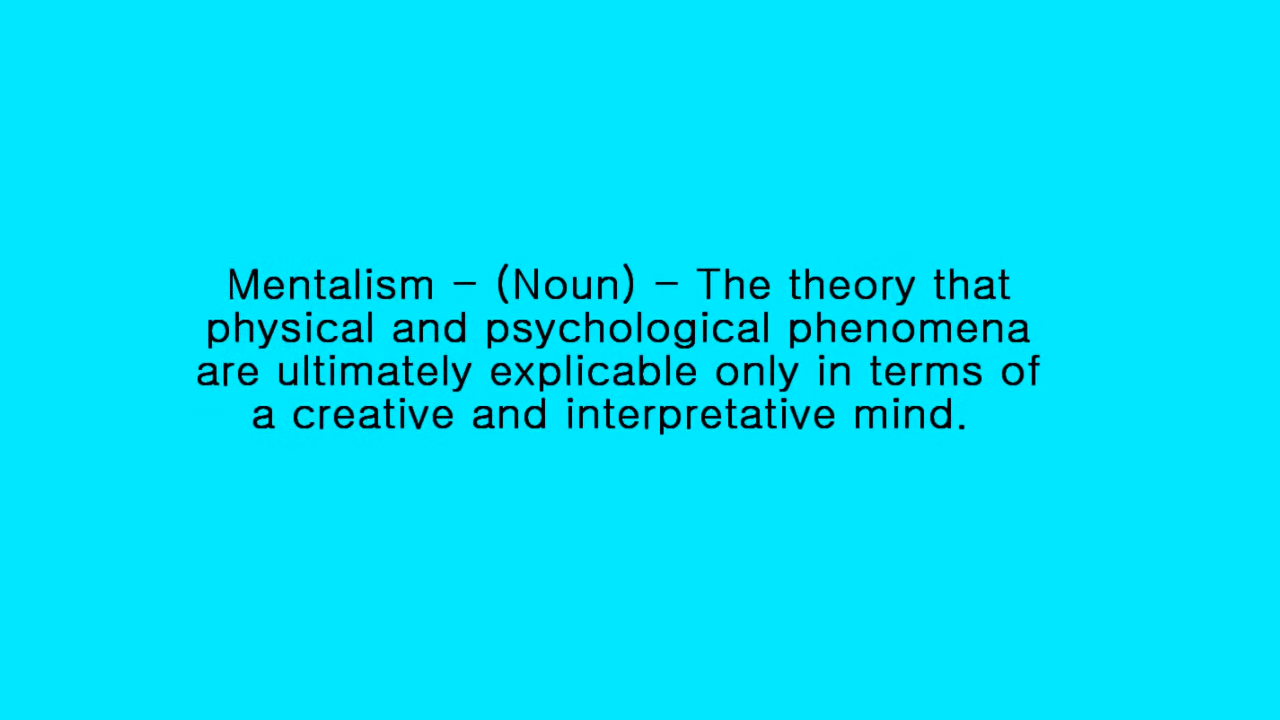 Mentalism - (Noun) - The theory that
physical and psychological phenomena
are ultimately explicable only in terms of
a creative and interpretative mind.